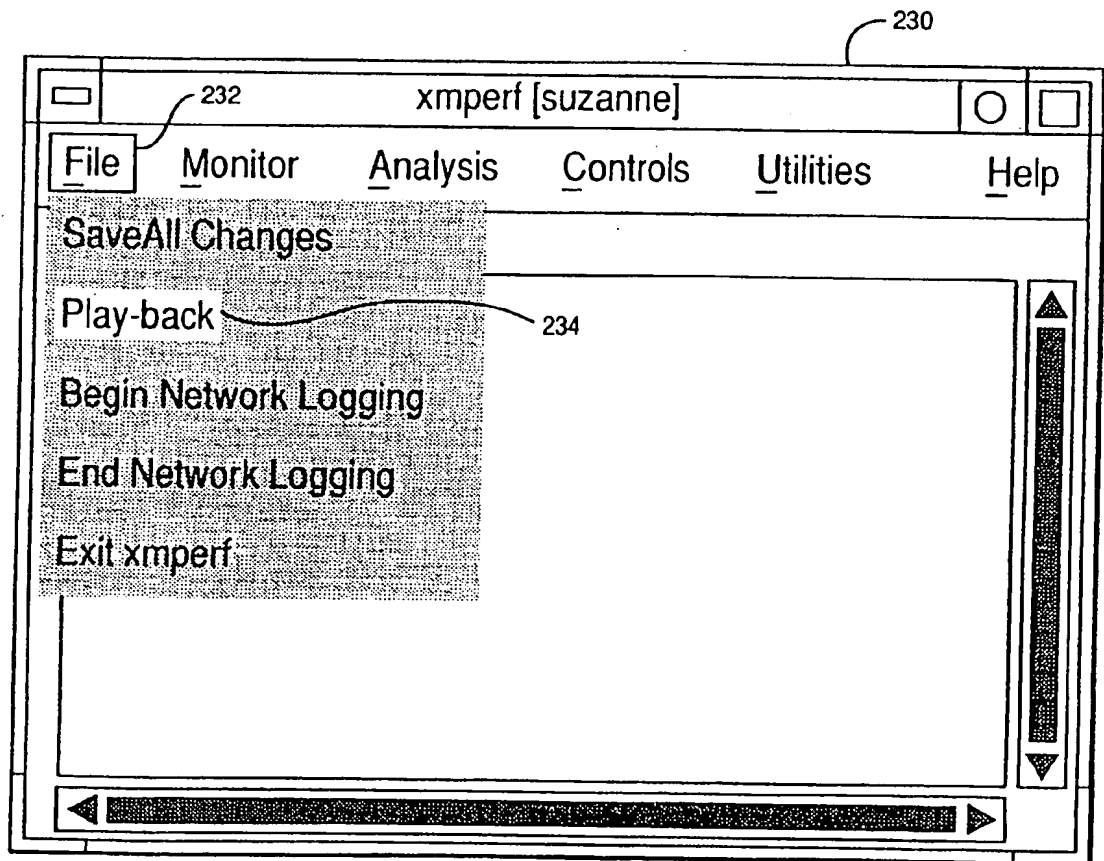 230
xmperf [suzanne]
232
File Monitor Analysis Controls Utilities Help
SaveAll Changes
Play-back
234
Begin Network Logging
End Network Logging
Exit xmperf